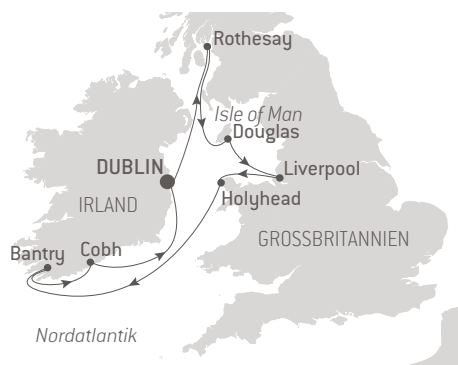 Rothesay
Isle of Man
Douglas
DUBLIN
Liverpool
Holyhead
IRLAND
GROSSBRITANNIEN
Bantry
Cobh
Nordatlantik